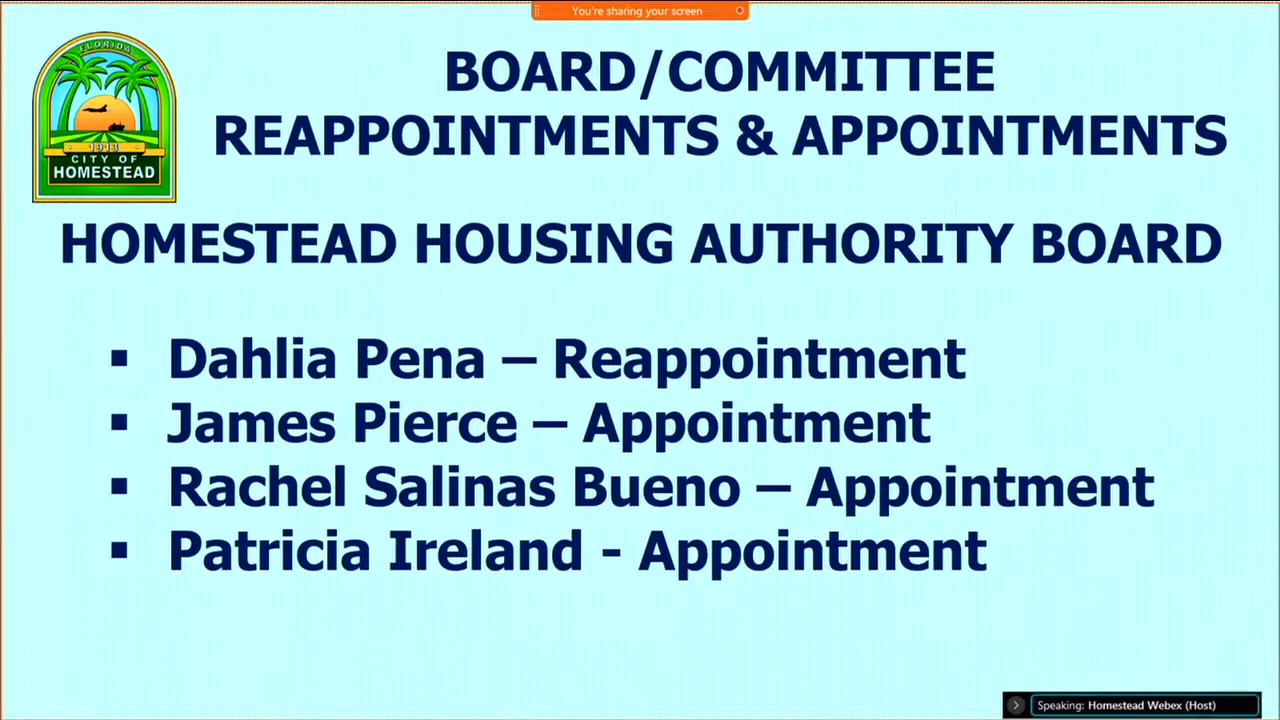 You're sharing your screen
FLORIDA
1913
CITY OF
HOMESTEAD
BOARD/COMMITTEE
REAPPOINTMENTS & APPOINTMENTS
HOMESTEAD HOUSING AUTHORITY BOARD
▪ Dahlia Pena – Reappointment
▪ James Pierce – Appointment
▪ Rachel Salinas Bueno – Appointment
▪ Patricia Ireland - Appointment
Speaking: Homestead Webex (Host)